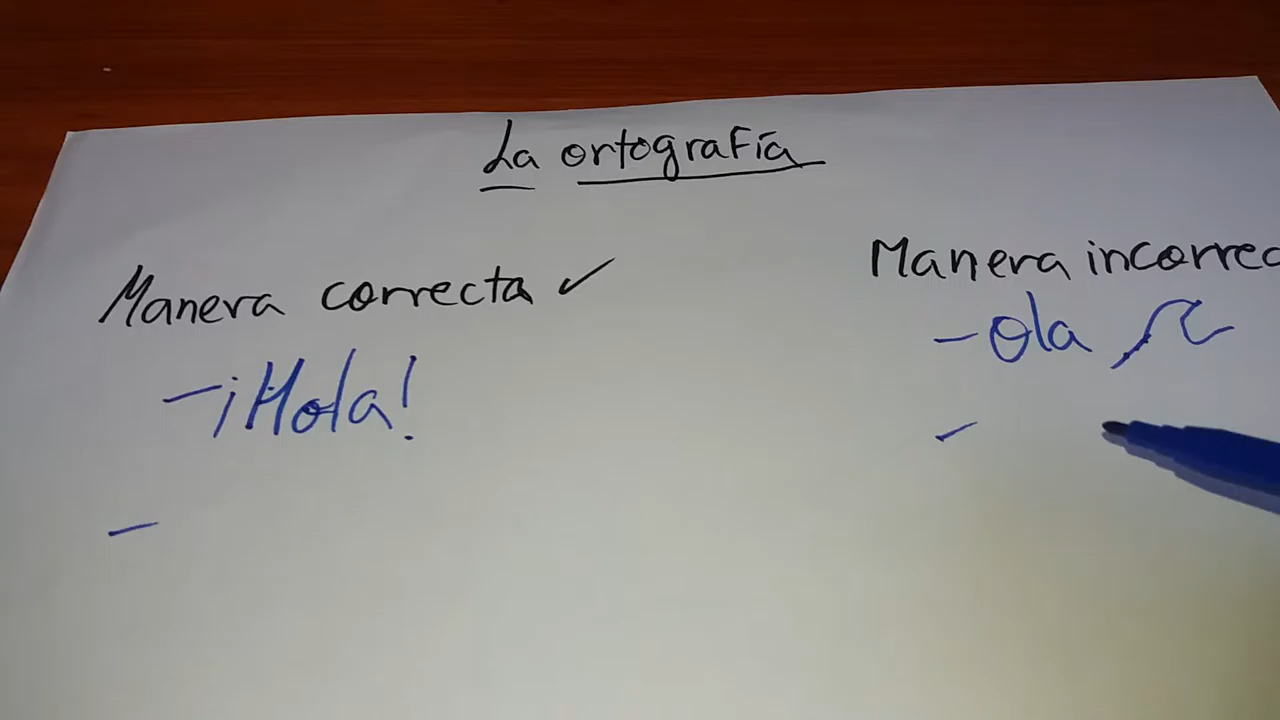 La ortografía
Manera correcta ✓
- ¡Hola!
Manera incorrec
- Ola
-
-